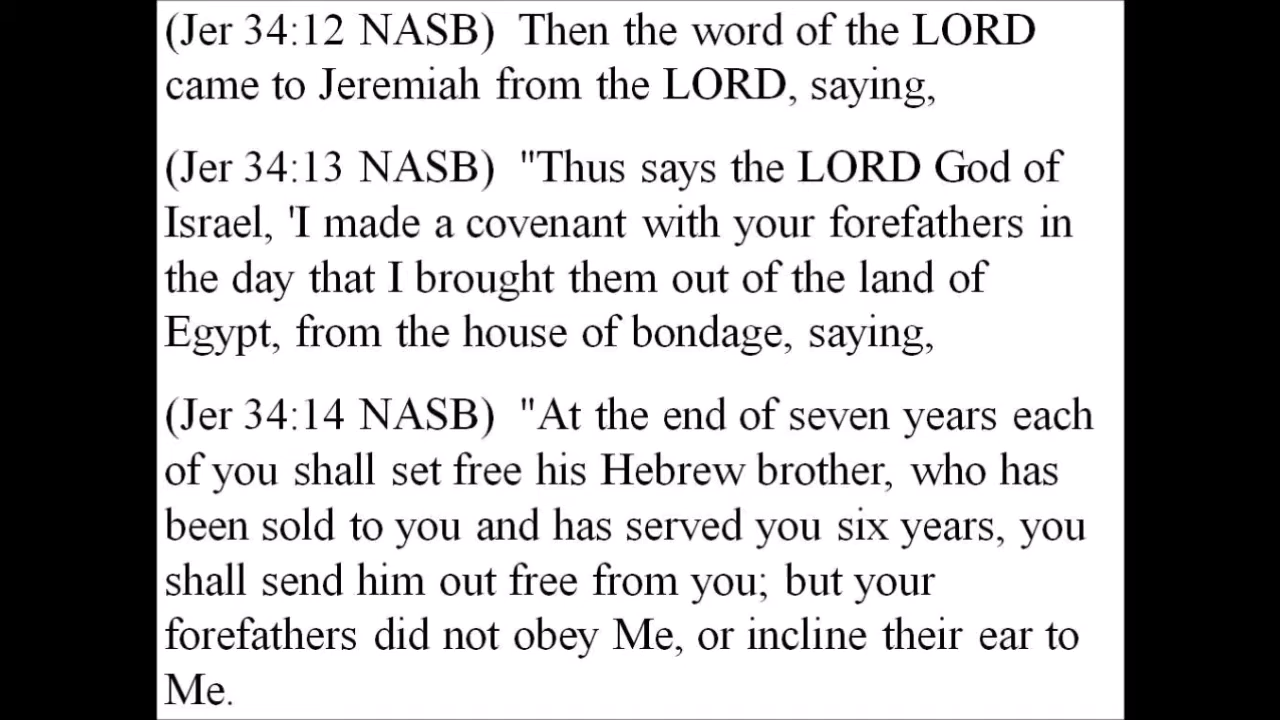 (Jer 34:12 NASB)  Then the word of the LORD
came to Jeremiah from the LORD, saying,
(Jer 34:13 NASB)  "Thus says the LORD God of
Israel, 'I made a covenant with your forefathers in
the day that I brought them out of the land of
Egypt, from the house of bondage, saying,
(Jer 34:14 NASB)  "At the end of seven years each
of you shall set free his Hebrew brother, who has
been sold to you and has served you six years, you
shall send him out free from you; but your
forefathers did not obey Me, or incline their ear to
Me.